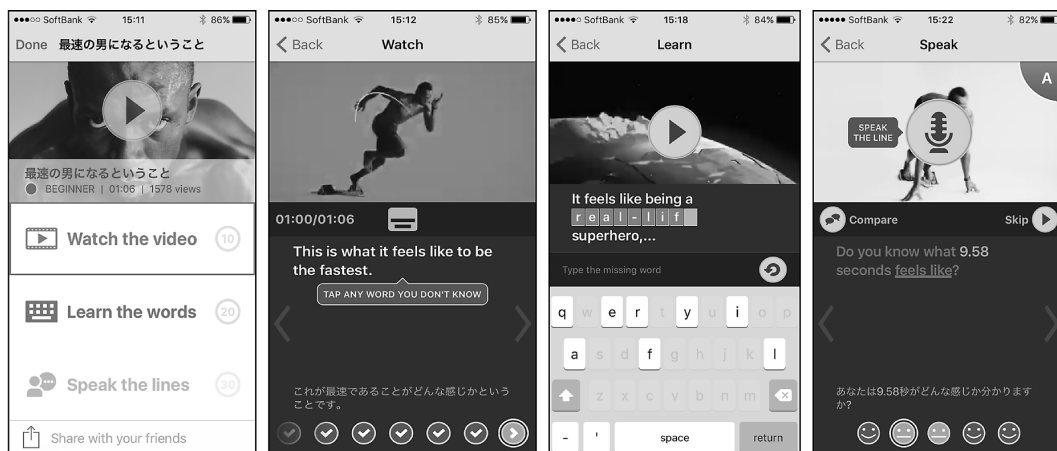 SoftBank 15:11 86%
Done 最速の男になるということ
最速の男になるということ
BEGINNER | 01:06 | 1578 views
Watch the video 10
Learn the words 20
Speak the lines 30
Share with your friends
SoftBank 15:12 85%
Back Watch
01:00/01:06
This is what it feels like to be
the fastest.
TAP ANY WORD YOU DON'T KNOW
これが最速であることがどんな感じかという
ことです。
SoftBank 15:18 84%
Back Learn
It feels like being a
real-lif
superhero,...
Type the missing word
q w e r t y u i o p
a s d f g h j k l
z x c v b n m
- ' space return
SoftBank 15:22 82%
Back Speak
A
SPEAK
THE LINE
Compare Skip
Do you know what 9.58
seconds feels like?
あなたは9.58秒がどんな感じか分かります
か?